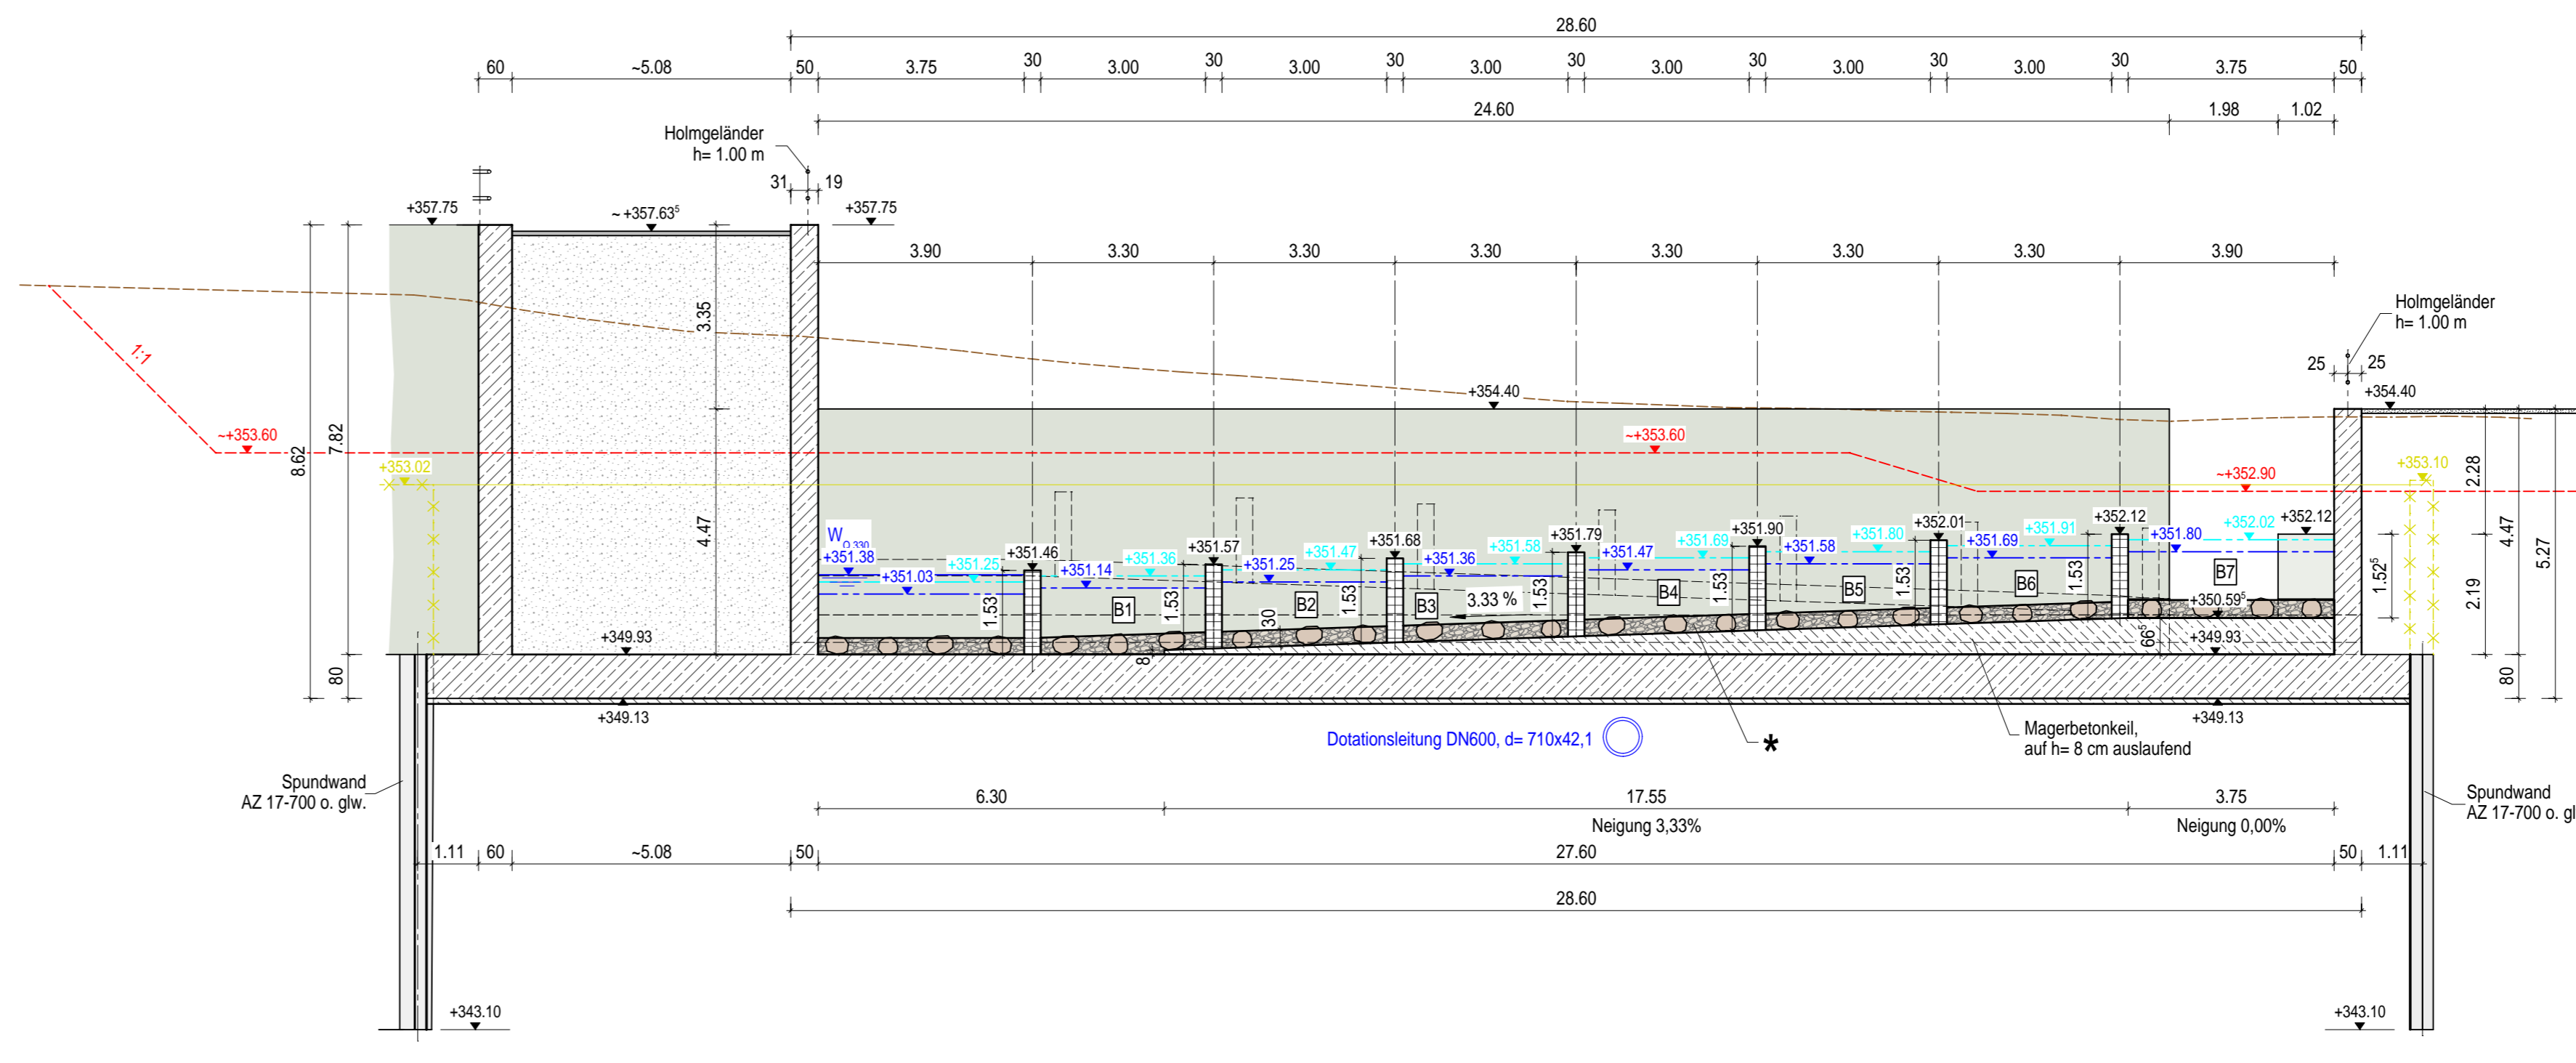 28.60
60 ~5.08 50 3.75 30 3.00 30 3.00 30 3.00 30 3.00 30 3.00 30 3.00 30 3.75 50
24.60 1.98 1.02
Holmgeländer
h= 1.00 m
31 19
+357.75 ~ +357.63⁵ +357.75
3.90 3.30 3.30 3.30 3.30 3.30 3.30 3.90
Holmgeländer
h= 1.00 m
25 25
3.35
1:1
+354.40 +354.40
~+353.60 ~+353.60
8.62
7.82
+353.02 +353.10
~+352.90
2.28
4.47
4.47
5.27
W Q,330
+351.38 +351.03 +351.25 +351.46
+351.14 +351.36 +351.57
+351.25 +351.47 +351.68
+351.36 +351.58 +351.79
+351.47 +351.69 +351.90
+351.58 +351.80 +352.01
+351.69 +351.91 +352.12
+351.80 +352.02 +352.12
1.53 1.53 1.53 1.53 1.53 1.53 1.53 1.52⁵
2.19
B1 B2 B3 B4 B5 B6 B7
3.33 %
30
8
+350.59⁵
66⁵
+349.93 +349.93
80 80
+349.13 +349.13
Dotationsleitung DN600, d= 710x42,1
*
Magerbetonkeil,
auf h= 8 cm auslaufend
Spundwand
AZ 17-700 o. glw.
Spundwand
AZ 17-700 o. gl
6.30 17.55 3.75
Neigung 3,33% Neigung 0,00%
1.11 60 ~5.08 50 27.60 50 1.11
28.60
+343.10 +343.10